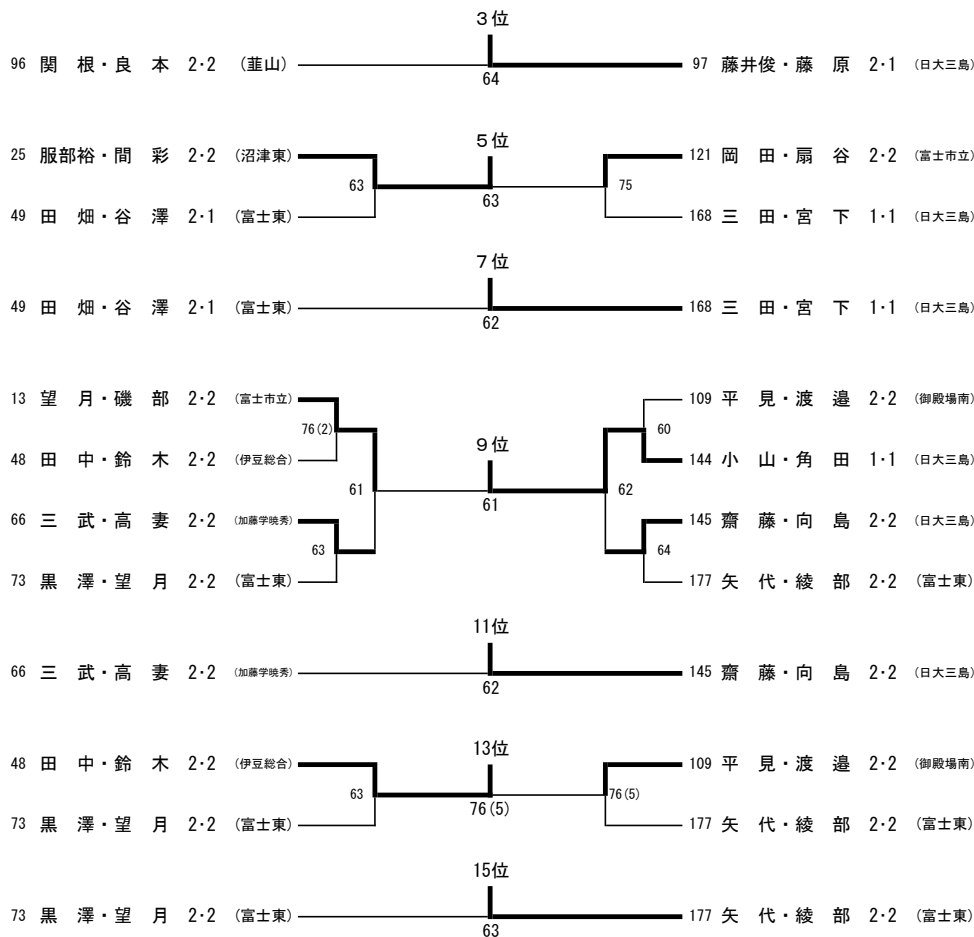 ３位
96 関　根・良　本 2・2 (韮山)
97 藤井俊・藤　原 2・1 (日大三島)
64
５位
25 服部裕・間　彩 2・2 (沼津東)
121 岡　田・扇　谷 2・2 (富士市立)
63
75
63
49 田　畑・谷　澤 2・1 (富士東)
168 三　田・宮　下 1・1 (日大三島)
７位
49 田　畑・谷　澤 2・1 (富士東)
168 三　田・宮　下 1・1 (日大三島)
62
13 望　月・磯　部 2・2 (富士市立)
109 平　見・渡　邉 2・2 (御殿場南)
76(2)
60
48 田　中・鈴　木 2・2 (伊豆総合)
９位
144 小　山・角　田 1・1 (日大三島)
61
61
62
66 三　武・高　妻 2・2 (加藤学暁秀)
145 齋　藤・向　島 2・2 (日大三島)
63
64
73 黒　澤・望　月 2・2 (富士東)
177 矢　代・綾　部 2・2 (富士東)
11位
66 三　武・高　妻 2・2 (加藤学暁秀)
145 齋　藤・向　島 2・2 (日大三島)
62
13位
48 田　中・鈴　木 2・2 (伊豆総合)
109 平　見・渡　邉 2・2 (御殿場南)
63
76(5)
76(5)
73 黒　澤・望　月 2・2 (富士東)
177 矢　代・綾　部 2・2 (富士東)
15位
73 黒　澤・望　月 2・2 (富士東)
177 矢　代・綾　部 2・2 (富士東)
63